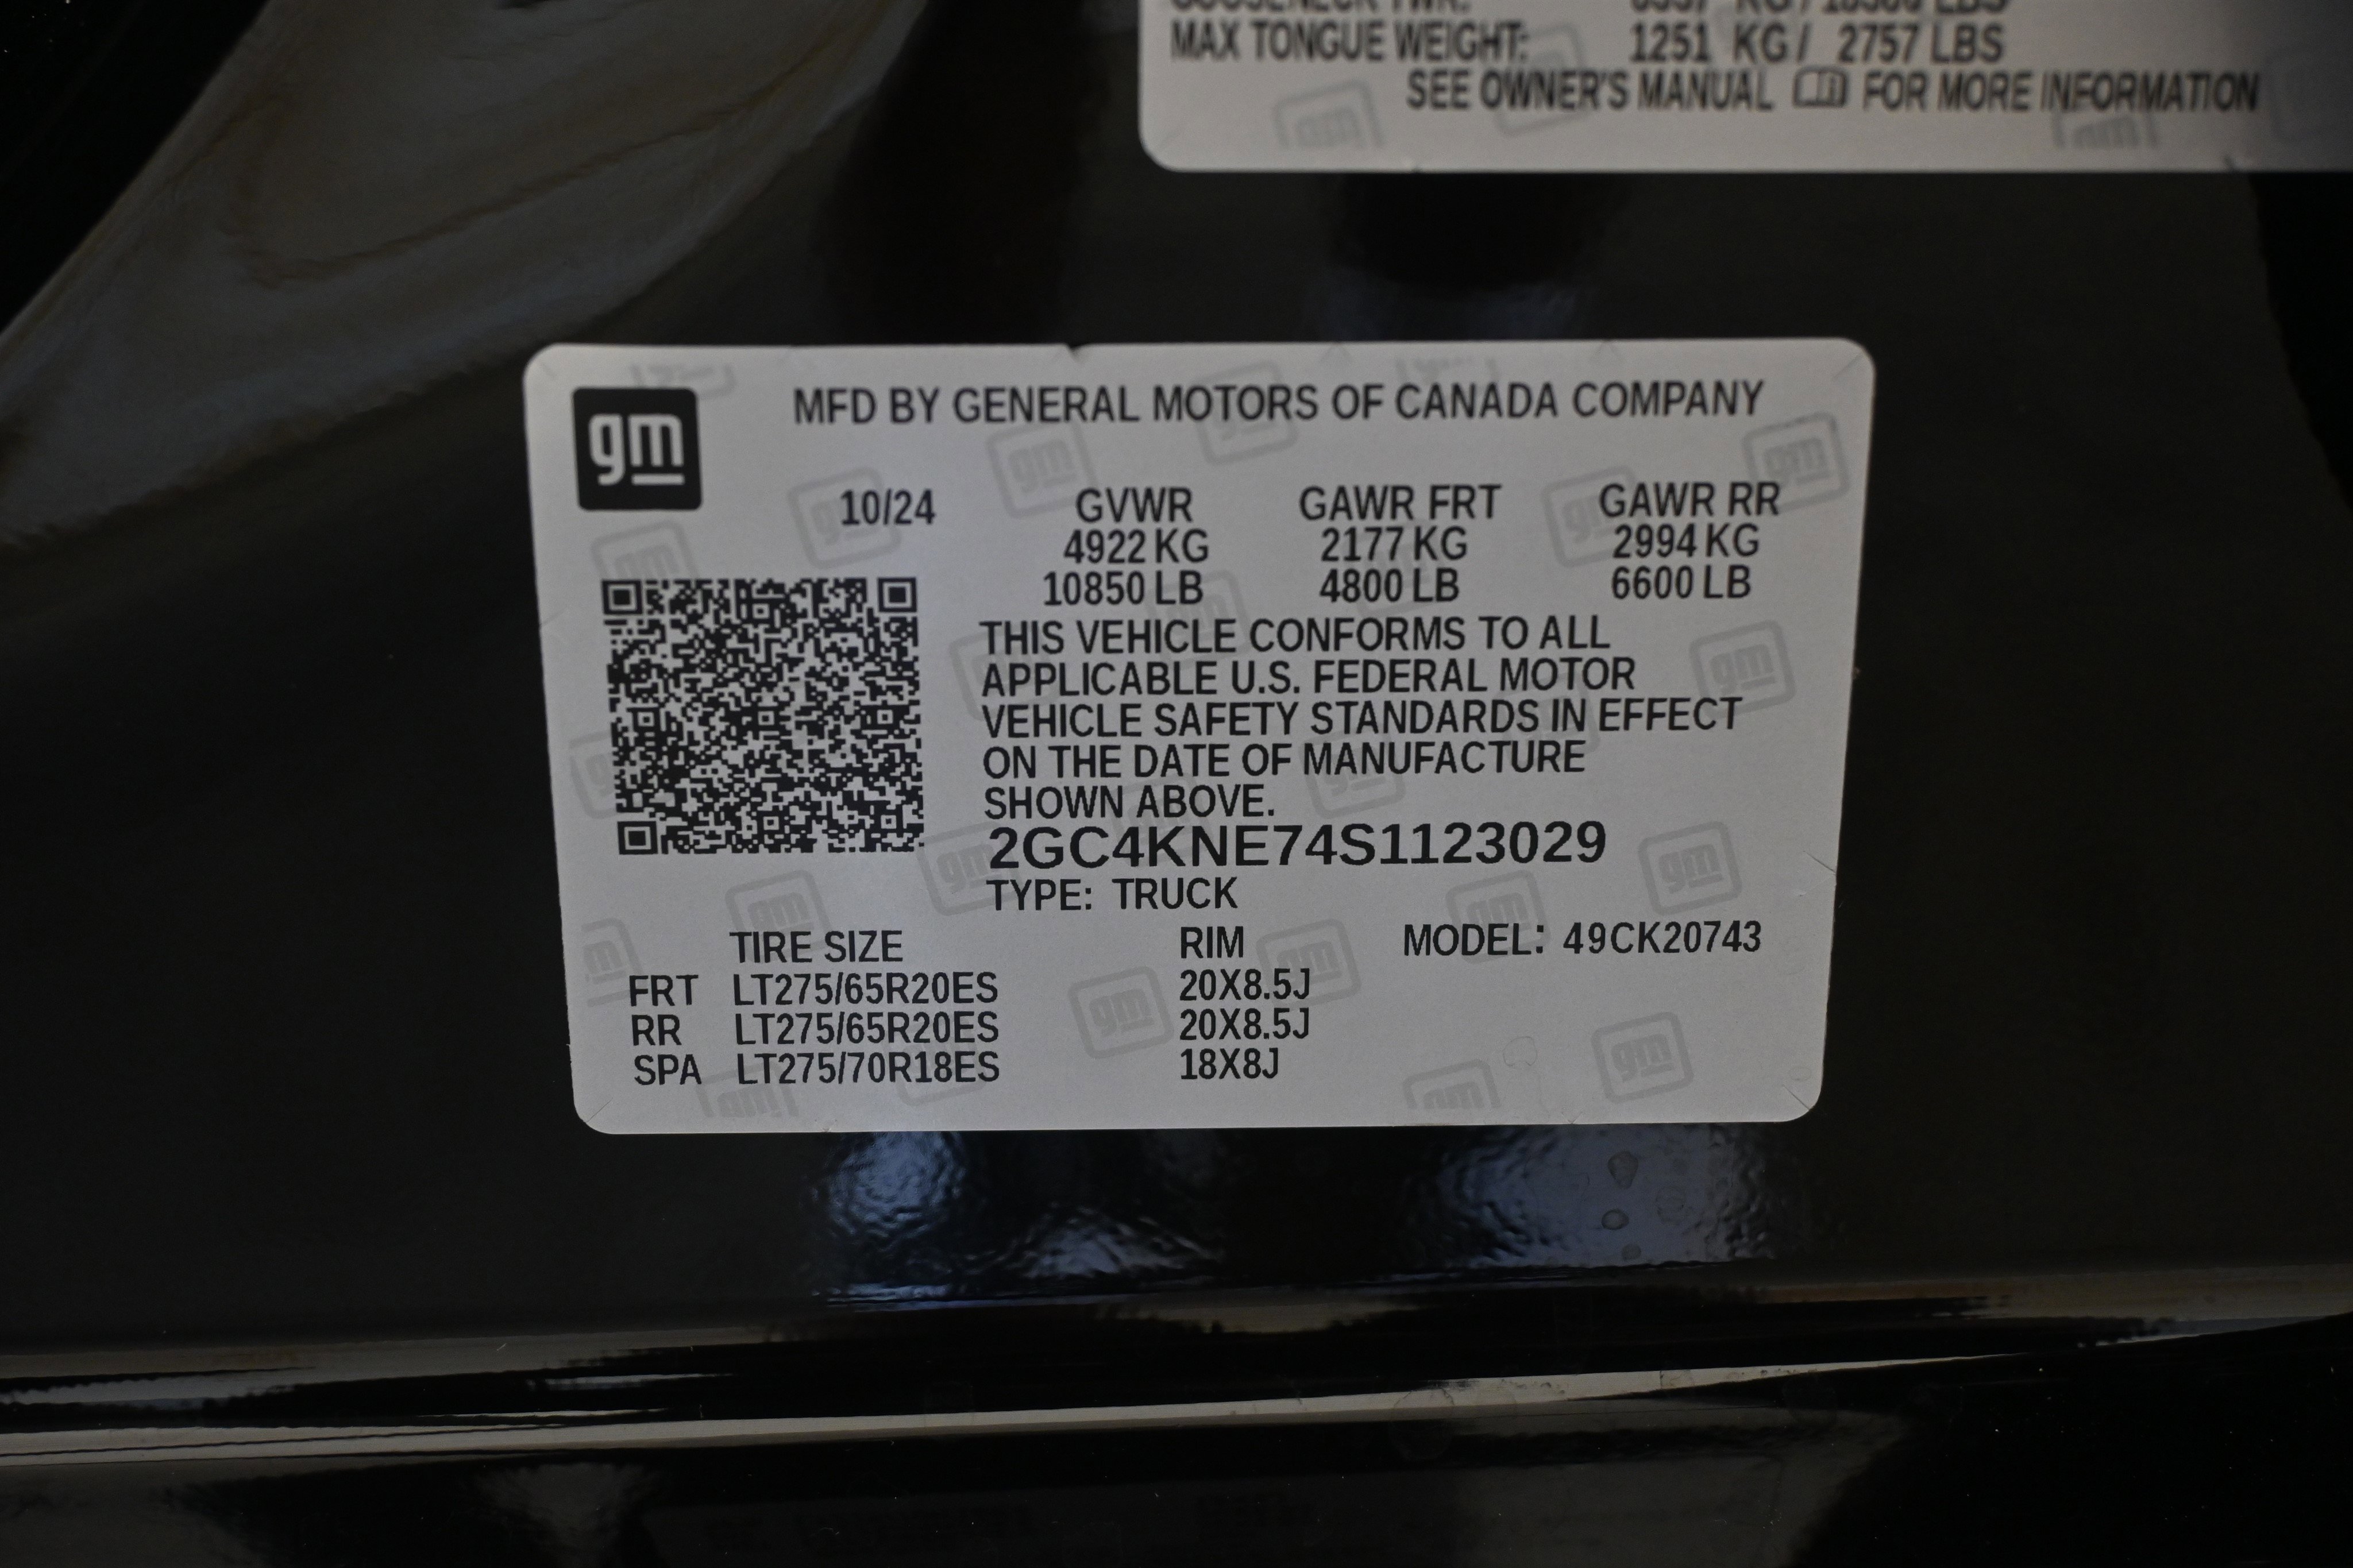 MAX TONGUE WEIGHT: 1251 KG / 2757 LBS
SEE OWNER'S MANUAL FOR MORE INFORMATION
gm
MFD BY GENERAL MOTORS OF CANADA COMPANY
10/24 GVWR GAWR FRT GAWR RR
4922 KG 2177 KG 2994 KG
10850 LB 4800 LB 6600 LB
THIS VEHICLE CONFORMS TO ALL
APPLICABLE U.S. FEDERAL MOTOR
VEHICLE SAFETY STANDARDS IN EFFECT
ON THE DATE OF MANUFACTURE
SHOWN ABOVE.
2GC4KNE74S1123029
TYPE: TRUCK
TIRE SIZE RIM MODEL: 49CK20743
FRT LT275/65R20ES 20X8.5J
RR LT275/65R20ES 20X8.5J
SPA LT275/70R18ES 18X8J